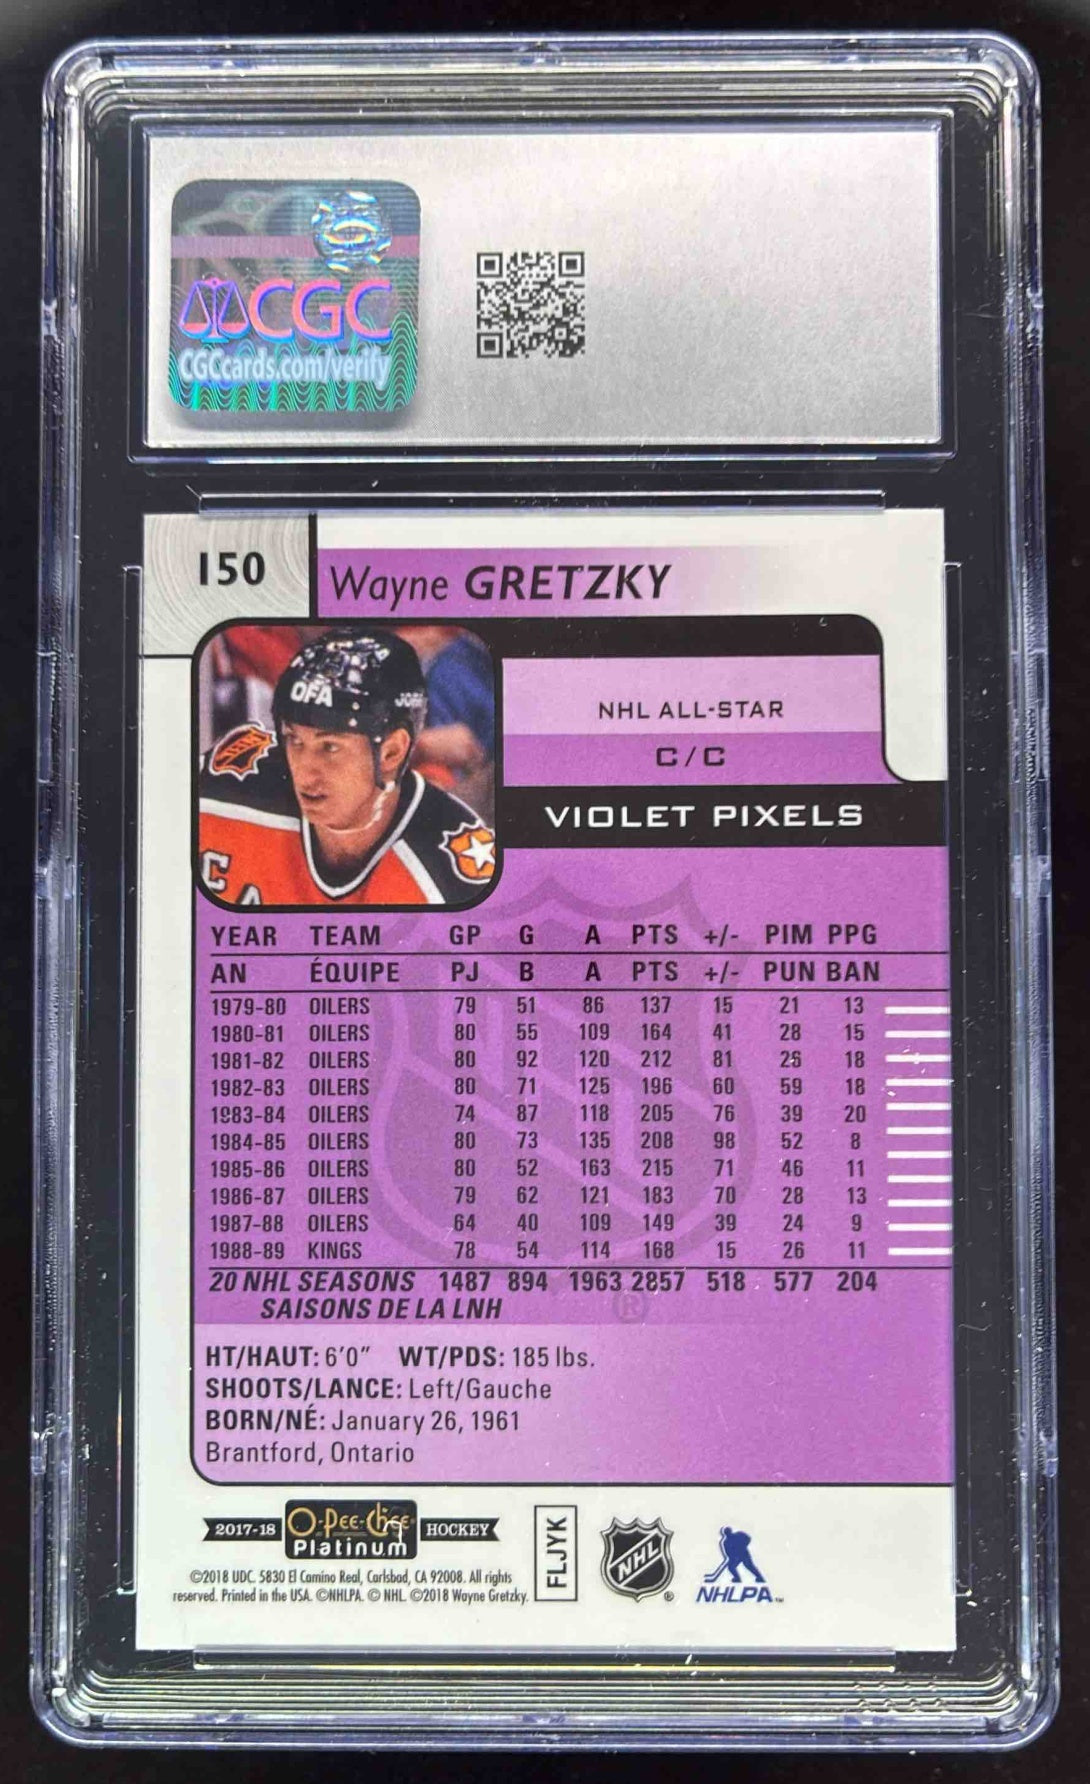 CGC
CGCcards.com/verify
150
Wayne GRETZKY
OFA
NHL ALL-STAR
C/C
VIOLET PIXELS
YEAR TEAM GP G A PTS +/- PIM PPG
AN ÉQUIPE PJ B A PTS +/- PUN BAN
1979-80 OILERS 79 51 86 137 15 21 13
1980-81 OILERS 80 55 109 164 41 28 15
1981-82 OILERS 80 92 120 212 81 26 18
1982-83 OILERS 80 71 125 196 60 59 18
1983-84 OILERS 74 87 118 205 76 39 20
1984-85 OILERS 80 73 135 208 98 52 8
1985-86 OILERS 80 52 163 215 71 46 11
1986-87 OILERS 79 62 121 183 70 28 13
1987-88 OILERS 64 40 109 149 39 24 9
1988-89 KINGS 78 54 114 168 15 26 11
20 NHL SEASONS 1487 894 1963 2857 518 577 204
SAISONS DE LA LNH ®
HT/HAUT: 6'0" WT/PDS: 185 lbs.
SHOOTS/LANCE: Left/Gauche
BORN/NÉ: January 26, 1961
Brantford, Ontario
2017-18 O-Pee-Chee HOCKEY
Platinum
FLJYK
NHL ®
NHLPA™
©2018 UDC. 5830 El Camino Real, Carlsbad, CA 92008. All rights
reserved. Printed in the USA. ©NHLPA. © NHL. ©2018 Wayne Gretzky.